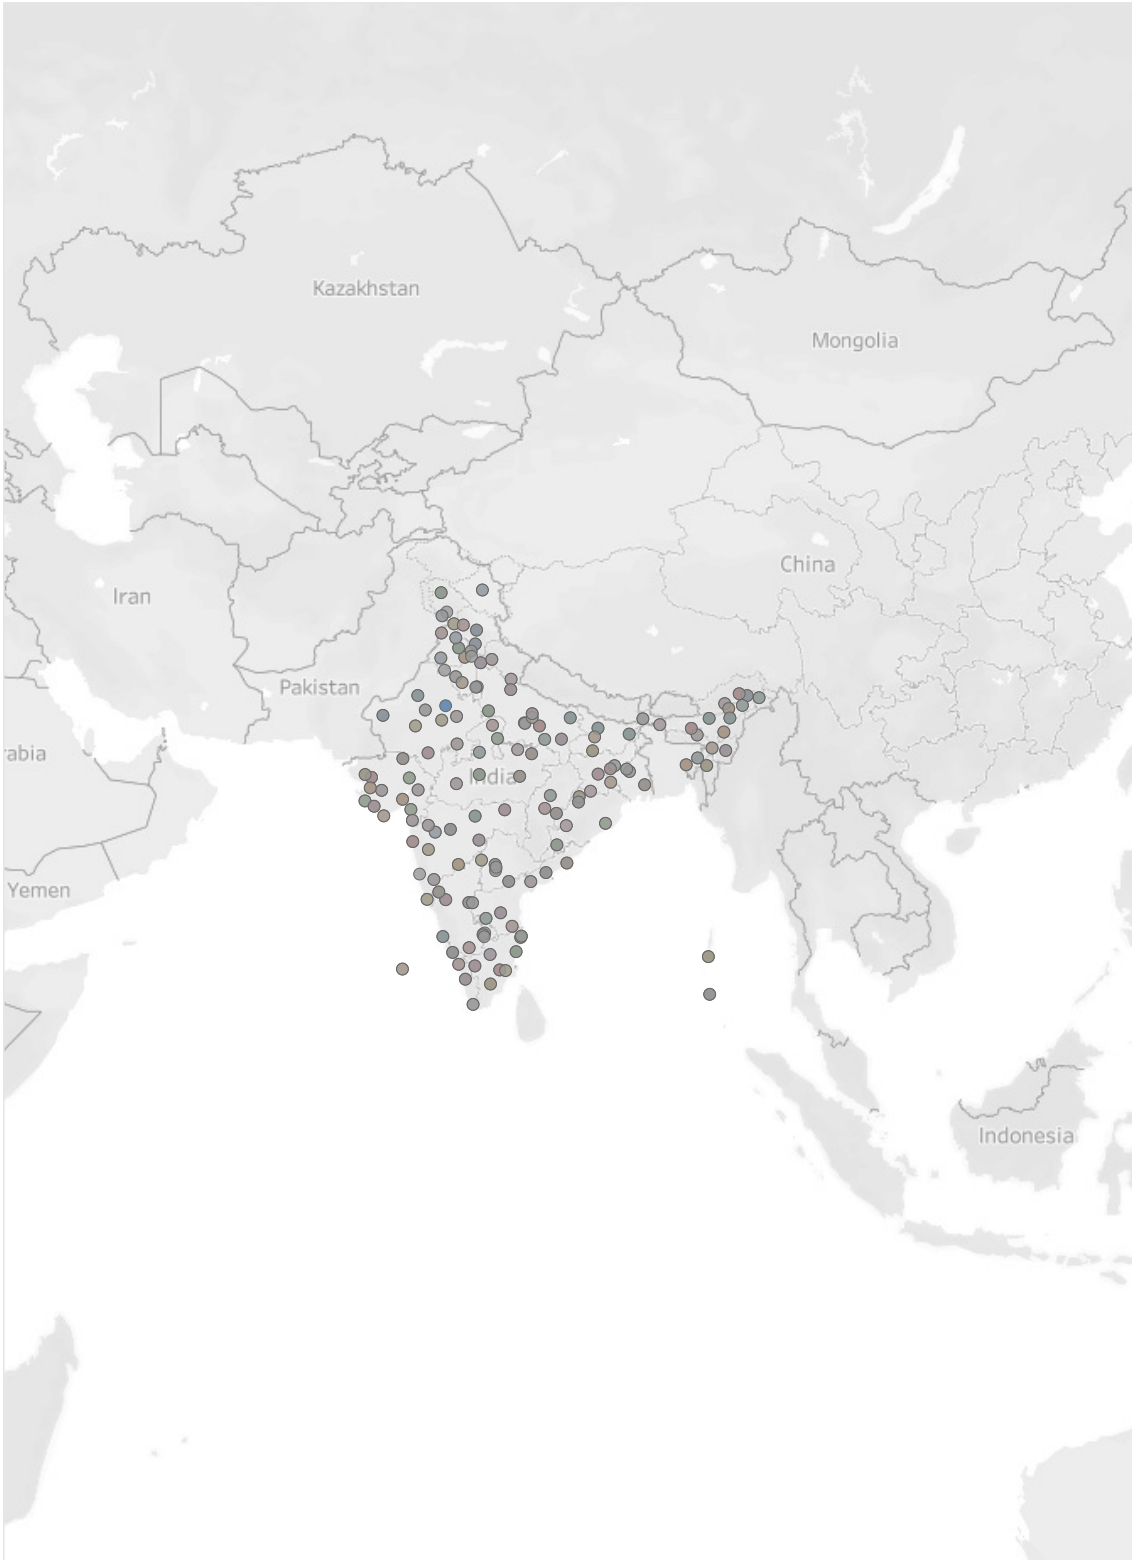 Kazakhstan
Mongolia
China
Iran
Pakistan
rabia
India
Yemen
Indonesia